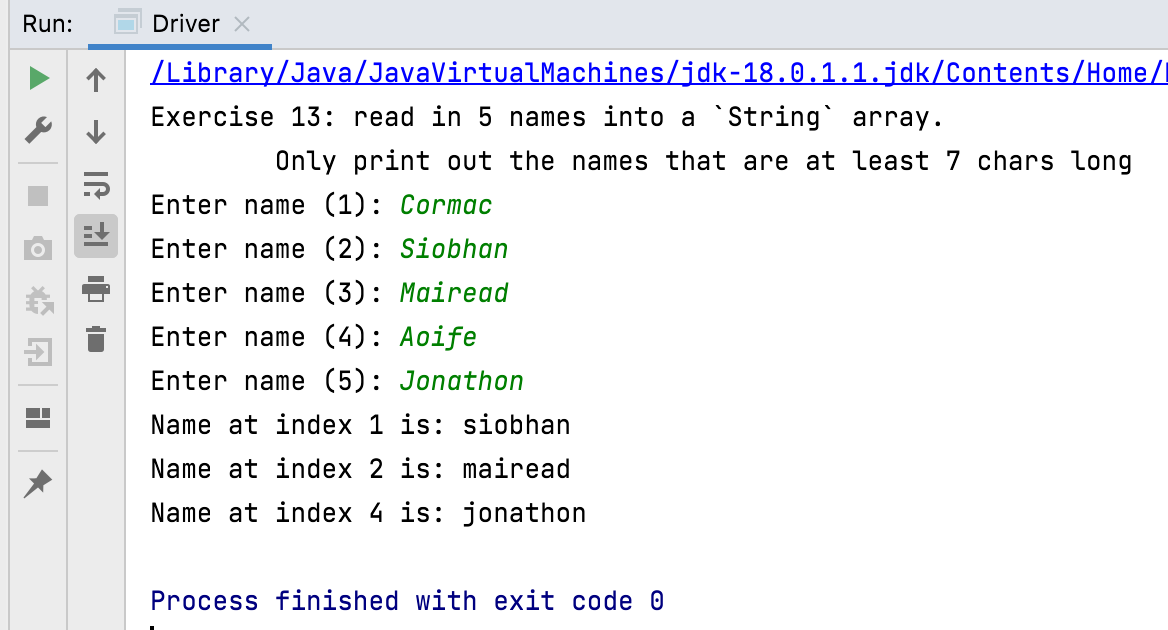 Run: Driver
/Library/Java/JavaVirtualMachines/jdk-18.0.1.1.jdk/Contents/Home/
Exercise 13: read in 5 names into a `String` array.
Only print out the names that are at least 7 chars long
Enter name (1): Cormac
Enter name (2): Siobhan
Enter name (3): Mairead
Enter name (4): Aoife
Enter name (5): Jonathon
Name at index 1 is: siobhan
Name at index 2 is: mairead
Name at index 4 is: jonathon
Process finished with exit code 0